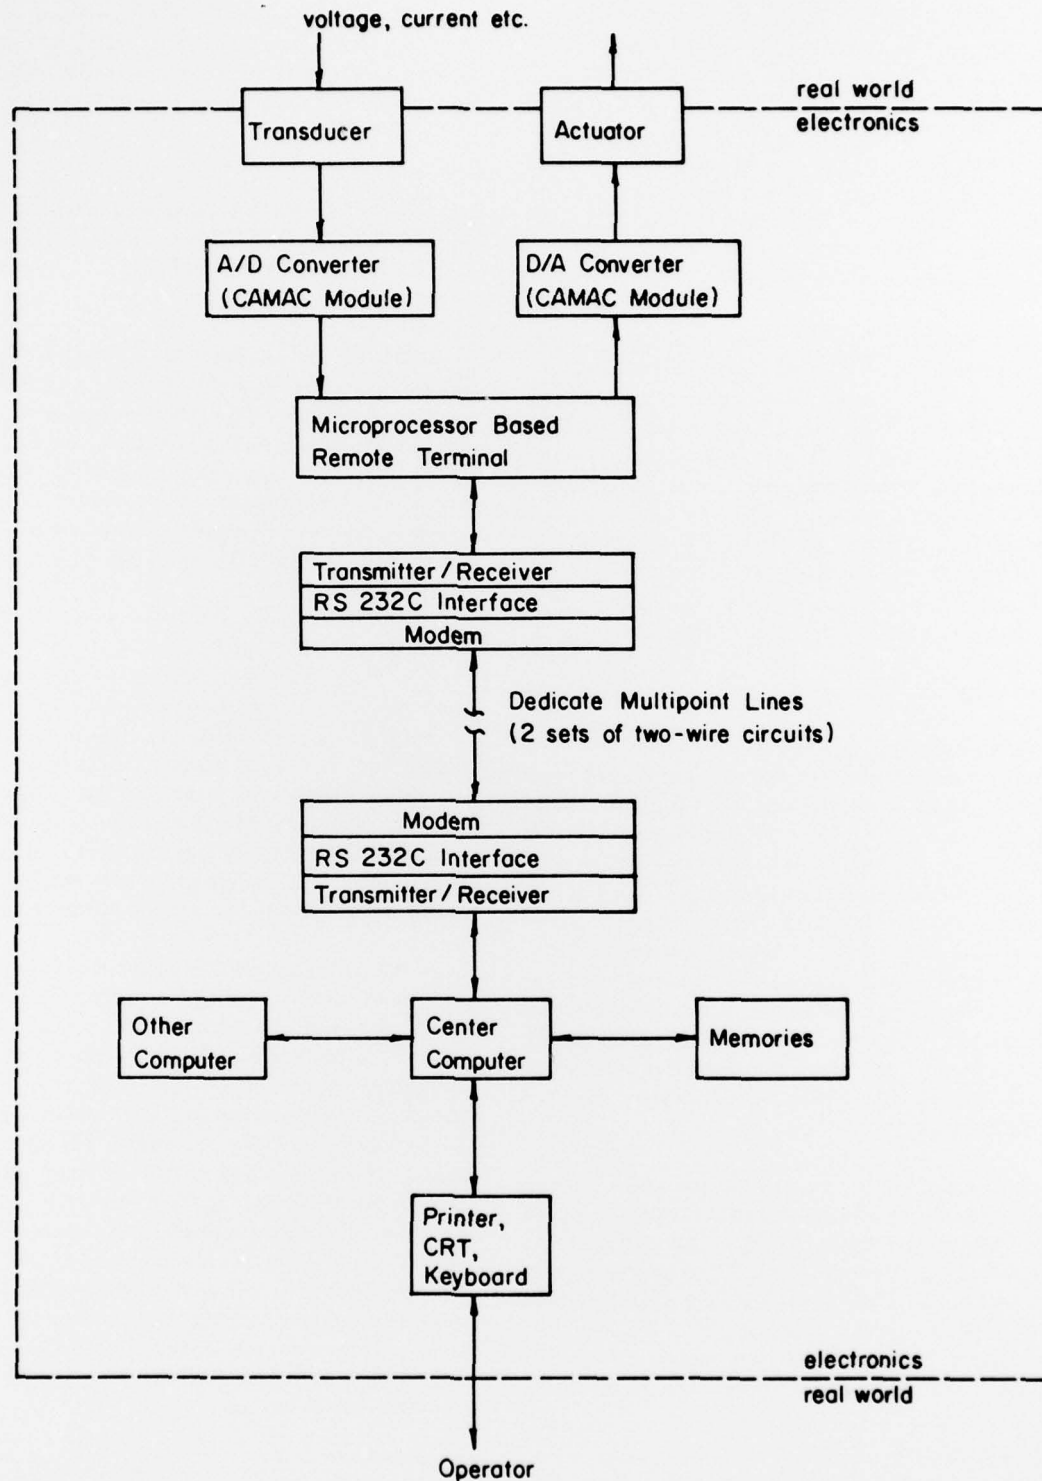 voltage, current etc.
real world
electronics
Transducer
Actuator
A/D Converter
(CAMAC Module)
D/A Converter
(CAMAC Module)
Microprocessor Based
Remote Terminal
Transmitter/Receiver
RS 232C Interface
Modem
Dedicate Multipoint Lines
(2 sets of two-wire circuits)
Modem
RS 232C Interface
Transmitter/Receiver
Other
Computer
Center
Computer
Memories
Printer,
CRT,
Keyboard
electronics
real world
Operator